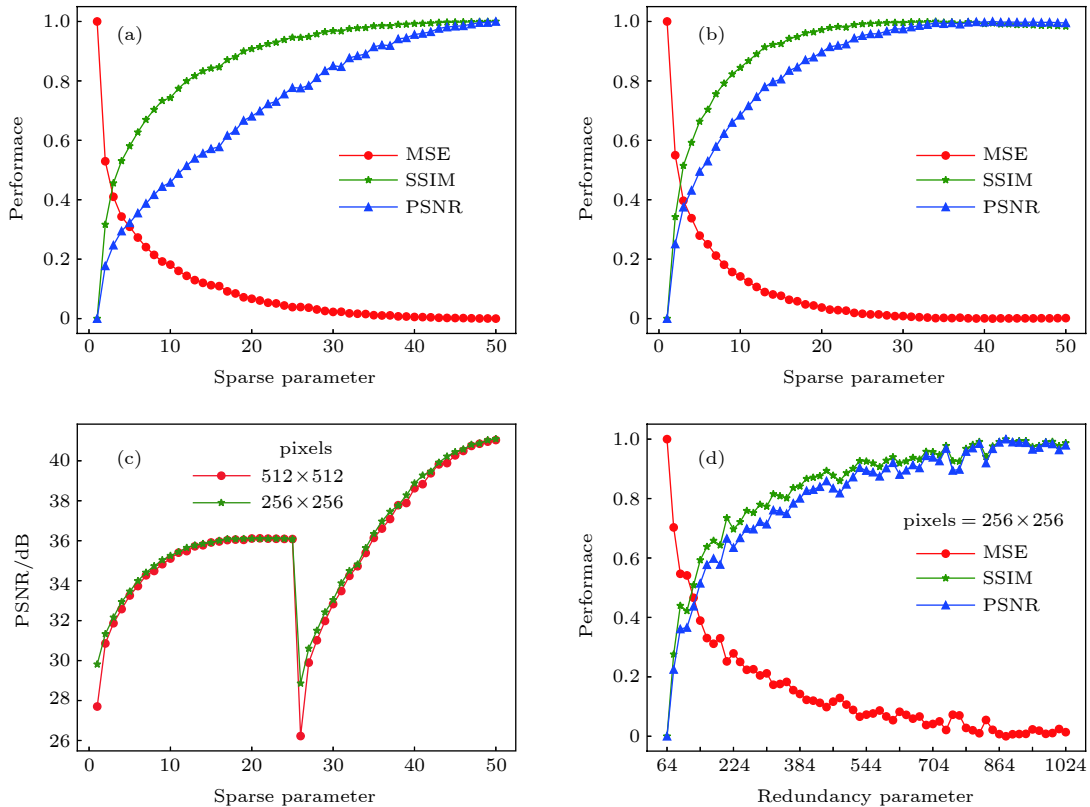 (a)
1.0
0.8
0.6
0.4
0.2
0
Performace
MSE
SSIM
PSNR
0
10
20
30
40
50
Sparse parameter
(b)
1.0
0.8
0.6
0.4
0.2
0
Performace
MSE
SSIM
PSNR
0
10
20
30
40
50
Sparse parameter
(c)
40
38
36
34
32
30
28
26
PSNR/dB
pixels
512×512
256×256
0
10
20
30
40
50
Sparse parameter
(d)
1.0
0.8
0.6
0.4
0.2
0
Performace
pixels = 256×256
MSE
SSIM
PSNR
64
224
384
544
704
864
1024
Redundancy parameter